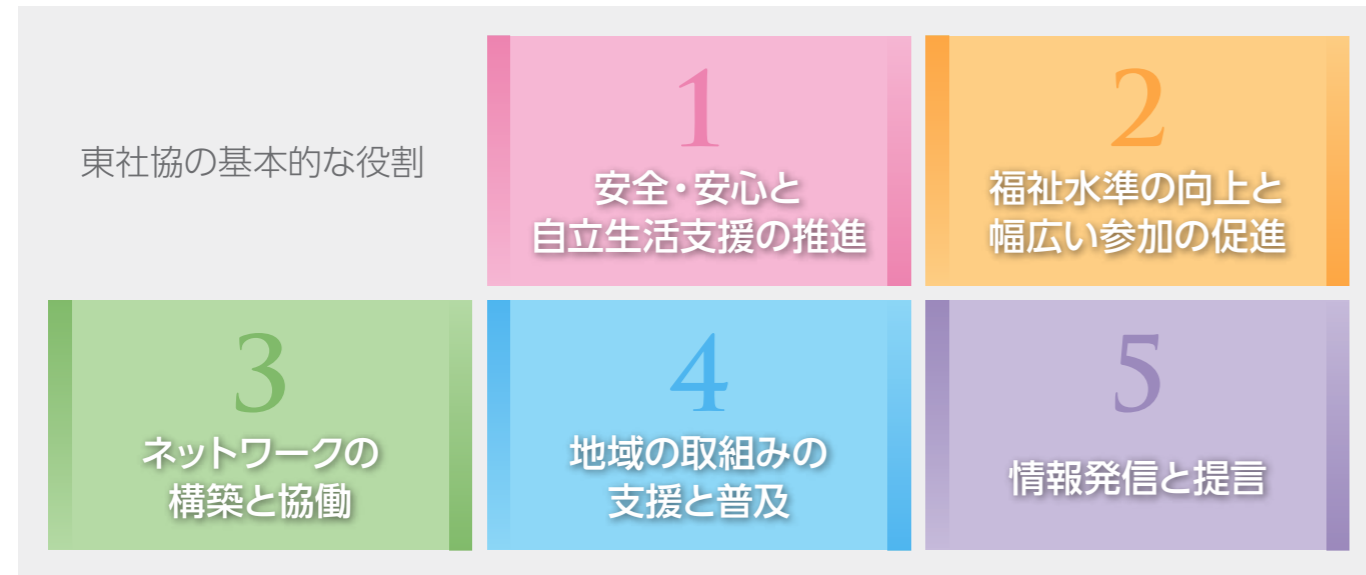 東社協の基本的な役割
1
安全・安心と
自立生活支援の推進
2
福祉水準の向上と
幅広い参加の促進
3
ネットワークの
構築と協働
4
地域の取組みの
支援と普及
5
情報発信と提言